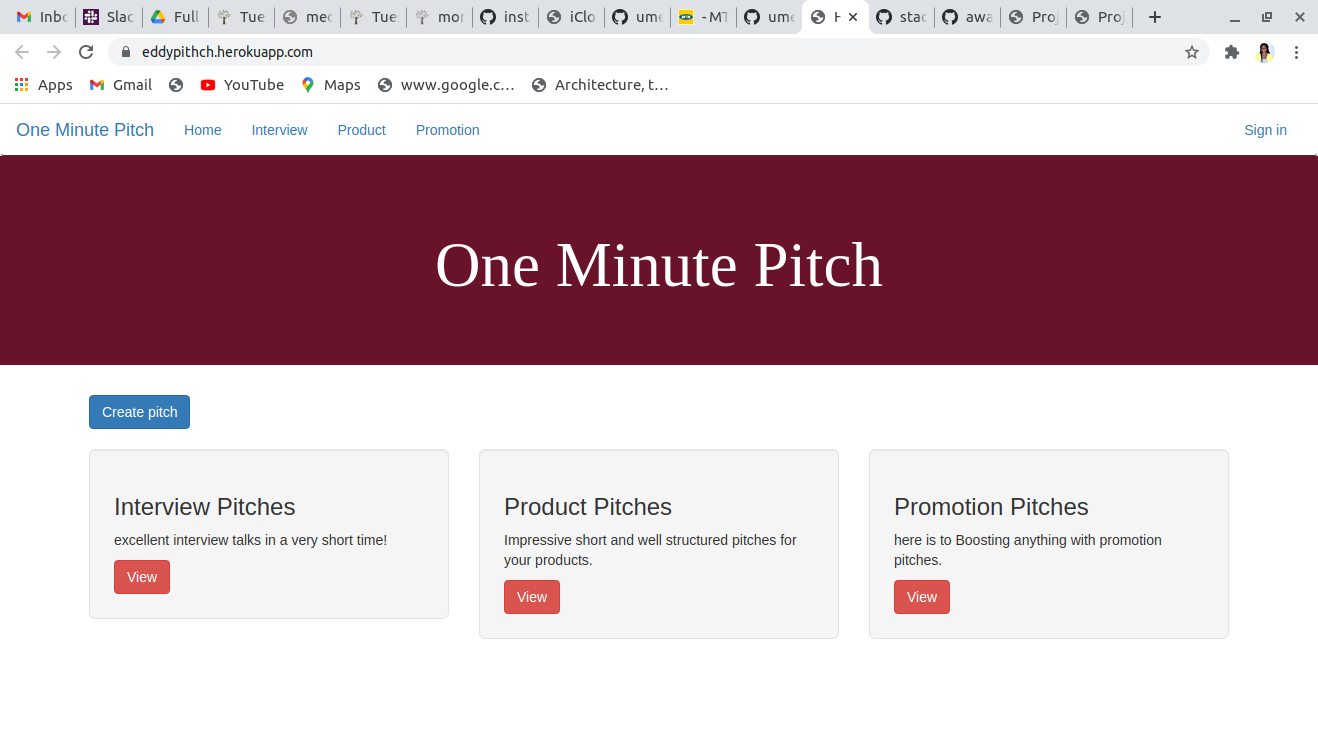 Inbo Slac Full Tue med Tue mor inst iClo ume - MT ume H stac awa Proj Proj
eddypithch.herokuapp.com
Apps Gmail YouTube Maps www.google.c… Architecture, t…
One Minute Pitch Home Interview Product Promotion Sign in
One Minute Pitch
Create pitch
Interview Pitches
excellent interview talks in a very short time!
View
Product Pitches
Impressive short and well structured pitches for
your products.
View
Promotion Pitches
here is to Boosting anything with promotion
pitches.
View